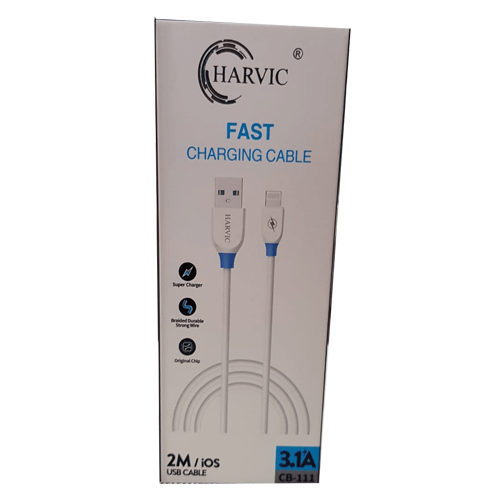 HARVIC ®
FAST
CHARGING CABLE
HARVIC
Super Charger
Braided Durable
Strong Wire
Original Chip
2M / iOS
USB CABLE
3.1A
CB-111